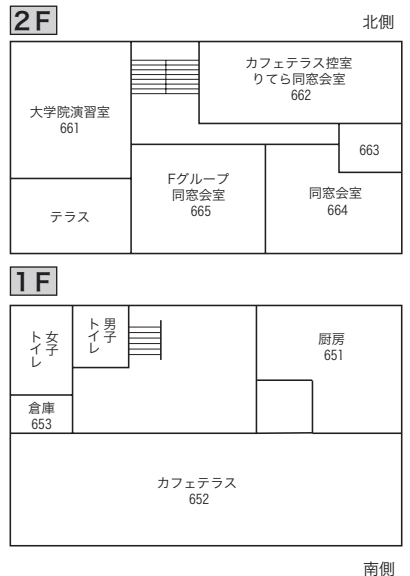 2F
北側
カフェテラス控室
りてら同窓会室
662
大学院演習室
661
663
Fグループ
同窓会室
665
同窓会室
664
テラス
1F
女子
トイレ
男子
トイレ
厨房
651
倉庫
653
カフェテラス
652
南側